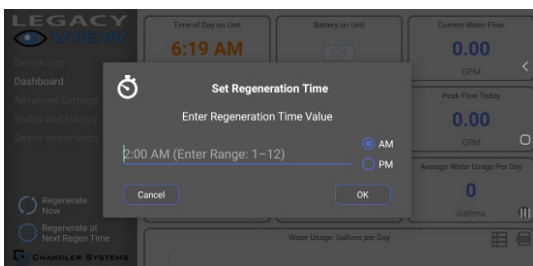 LEGACY
VIEW
Device List
Dashboard
Advanced Settings
Status and History
Dealer Information
Regenerate
Now
Regenerate at
Next Regen Time
CHANDLER SYSTEMS
Time of Day on Unit
6:19 AM
Battery on Unit
Current Water Flow
0.00
GPM
Peak Flow Today
0.00
GPM
Average Water Usage Per Day
0
Gallons
Set Regeneration Time
Enter Regeneration Time Value
2:00 AM (Enter Range: 1–12)
AM
PM
Cancel
OK
Water Usage: Gallons per Day